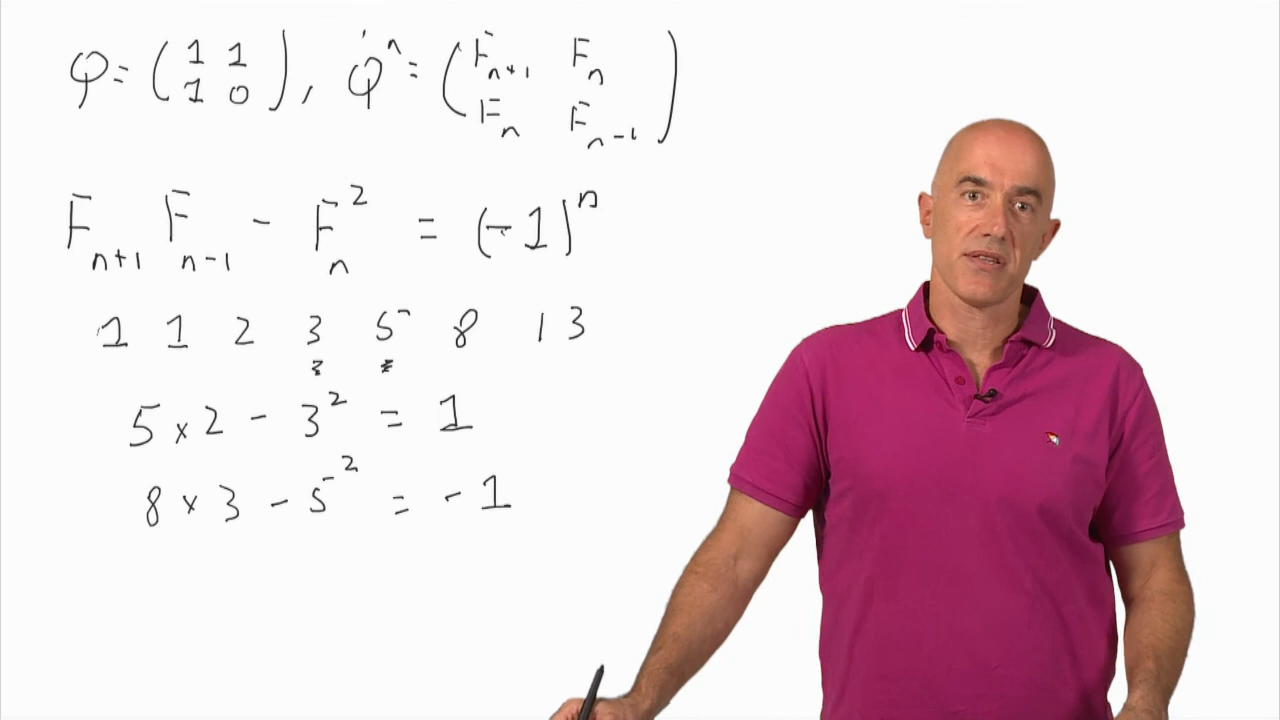 Q = ( 1 1 1 0 ) , Qⁿ = ( Fₙ₊₁ Fₙ Fₙ Fₙ₋₁ )
Fₙ₊₁ Fₙ₋₁ - Fₙ² = (-1)ⁿ
1 1 2 3 5 8 13
5 × 2 - 3² = 1
8 × 3 - 5² = -1